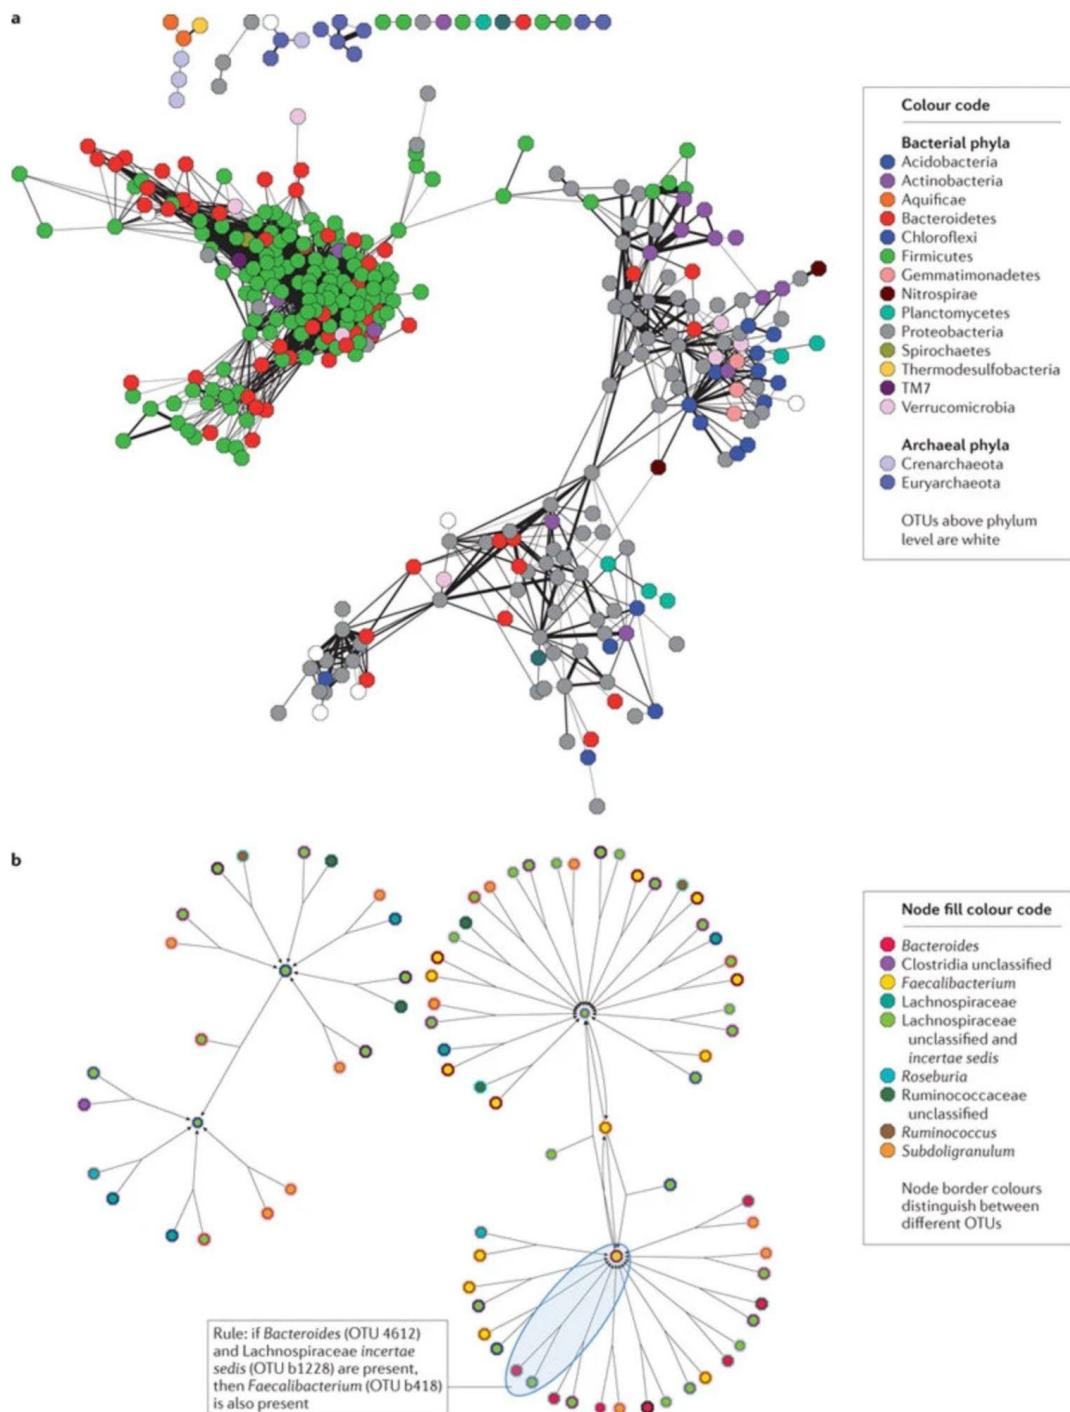 a
Colour code
Bacterial phyla
Acidobacteria
Actinobacteria
Aquificae
Bacteroidetes
Chloroflexi
Firmicutes
Gemmatimonadetes
Nitrospirae
Planctomycetes
Proteobacteria
Spirochaetes
Thermodesulfobacteria
TM7
Verrucomicrobia
Archaeal phyla
Crenarchaeota
Euryarchaeota
OTUs above phylum
level are white
b
Node fill colour code
Bacteroides
Clostridia unclassified
Faecalibacterium
Lachnospiraceae
Lachnospiraceae
unclassified and
incertae sedis
Roseburia
Ruminococcaceae
unclassified
Ruminococcus
Subdoligranulum
Node border colours
distinguish between
different OTUs
Rule: if Bacteroides (OTU 4612)
and Lachnospiraceae incertae
sedis (OTU b1228) are present,
then Faecalibacterium (OTU b418)
is also present